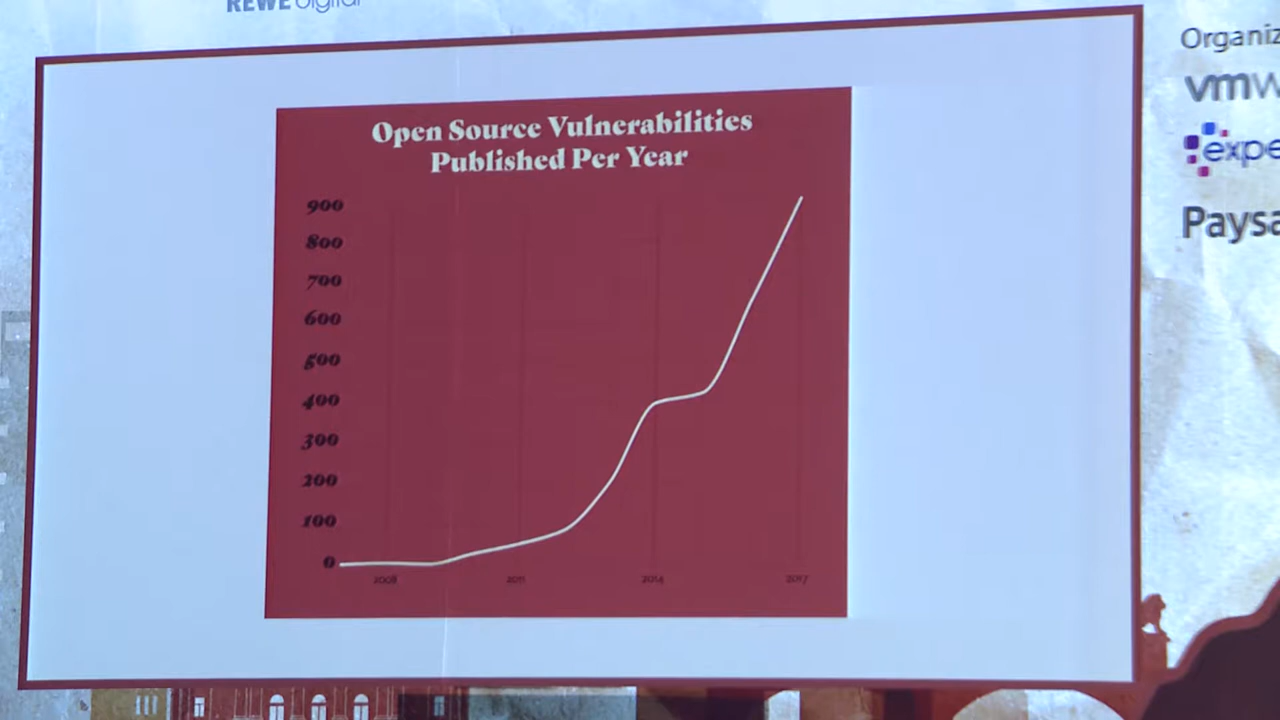 REWE digital
Organiz
vmw
expe
Paysa
Open Source Vulnerabilities
Published Per Year
900
800
700
600
500
400
300
200
100
0
2008
2011
2014
2017